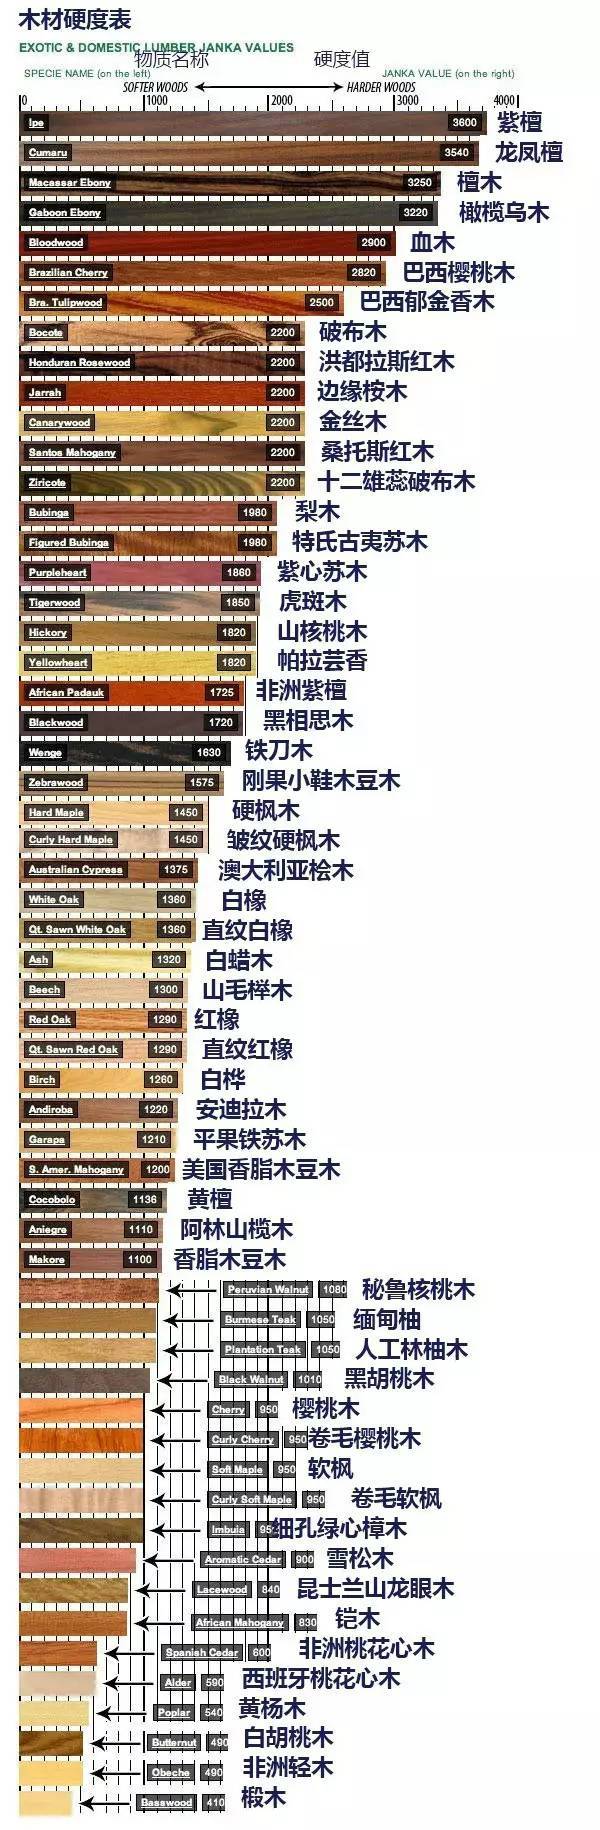 木材硬度表
EXOTIC & DOMESTIC LUMBER JANKA VALUES
物质名称 硬度值
SPECIE NAME (on the left) JANKA VALUE (on the right)
SOFTER WOODS HARDER WOODS
0 1000 2000 3000 4000
Ipe 3600 紫檀
Cumaru 3540 龙凤檀
Macassar Ebony 3250 檀木
Gaboon Ebony 3220 橄榄乌木
Bloodwood 2900 血木
Brazilian Cherry 2820 巴西樱桃木
Bra. Tulipwood 2500 巴西郁金香木
Bocote 2200 破布木
Honduran Rosewood 2200 洪都拉斯红木
Jarrah 2200 边缘桉木
Canarywood 2200 金丝木
Santos Mahogany 2200 桑托斯红木
Ziricote 2200 十二雄蕊破布木
Bubinga 1980 梨木
Figured Bubinga 1980 特氏古夷苏木
Purpleheart 1860 紫心苏木
Tigerwood 1850 虎斑木
Hickory 1820 山核桃木
Yellowheart 1820 帕拉芸香
African Padauk 1725 非洲紫檀
Blackwood 1720 黑相思木
Wenge 1630 铁刀木
Zebrawood 1575 刚果小鞋木豆木
Hard Maple 1450 硬枫木
Curly Hard Maple 1450 皱纹硬枫木
Australian Cypress 1375 澳大利亚桧木
White Oak 1360 白橡
Qt. Sawn White Oak 1360 直纹白橡
Ash 1320 白蜡木
Beech 1300 山毛榉木
Red Oak 1290 红橡
Qt. Sawn Red Oak 1290 直纹红橡
Birch 1260 白桦
Andiroba 1220 安迪拉木
Garapa 1210 平果铁苏木
S. Amer. Mahogany 1200 美国香脂木豆木
Cocobolo 1136 黄檀
Aniegre 1110 阿林山榄木
Makore 1100 香脂木豆木
Peruvian Walnut 1080 秘鲁核桃木
Burmese Teak 1050 缅甸柚
Plantation Teak 1050 人工林柚木
Black Walnut 1010 黑胡桃木
Cherry 950 樱桃木
Curly Cherry 950 卷毛樱桃木
Soft Maple 950 软枫
Curly Soft Maple 950 卷毛软枫
Imbuia 细孔绿心樟木
Aromatic Cedar 900 雪松木
Lacewood 840 昆士兰山龙眼木
African Mahogany 830 铠木
Spanish Cedar 600 非洲桃花心木
Alder 590 西班牙桃花心木
Poplar 540 黄杨木
Butternut 490 白胡桃木
Obeche 490 非洲轻木
Basswood 410 椴木